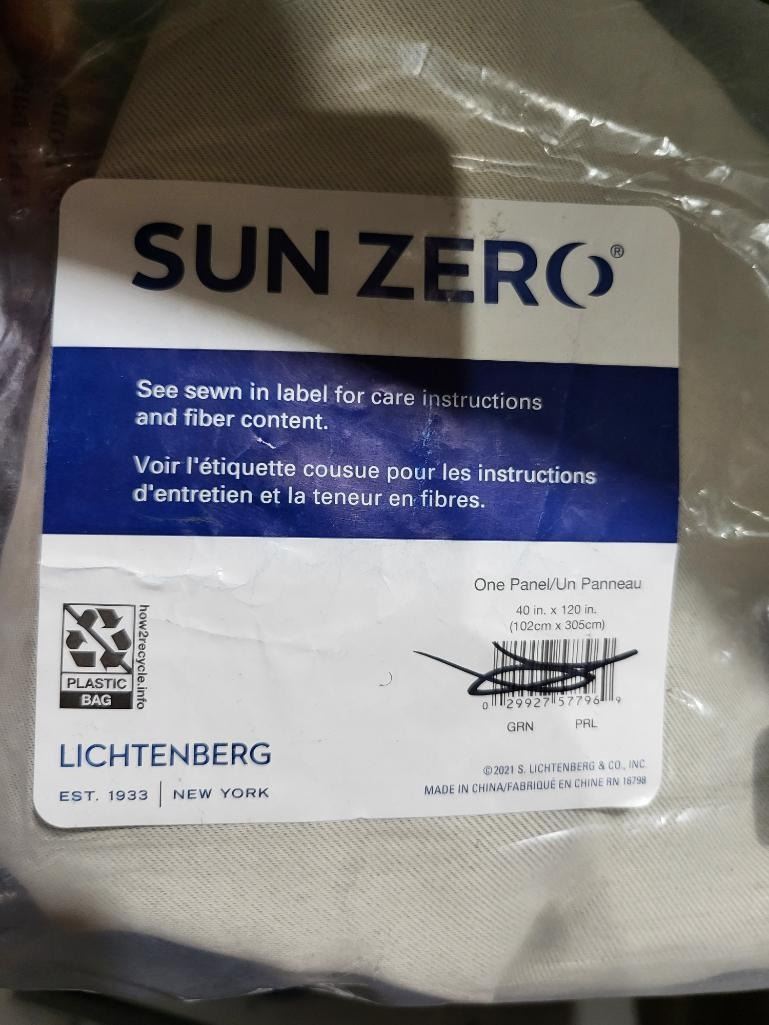 SUN ZERO®
See sewn in label for care instructions
and fiber content.
Voir l'étiquette cousue pour les instructions
d'entretien et la teneur en fibres.
One Panel/Un Panneau
40 in. x 120 in.
(102cm x 305cm)
0 29927 57796 9
GRN PRL
how2recycle.info
PLASTIC
BAG
LICHTENBERG
EST. 1933 | NEW YORK
©2021 S. LICHTENBERG & CO., INC.
MADE IN CHINA/FABRIQUÉ EN CHINE RN 16798